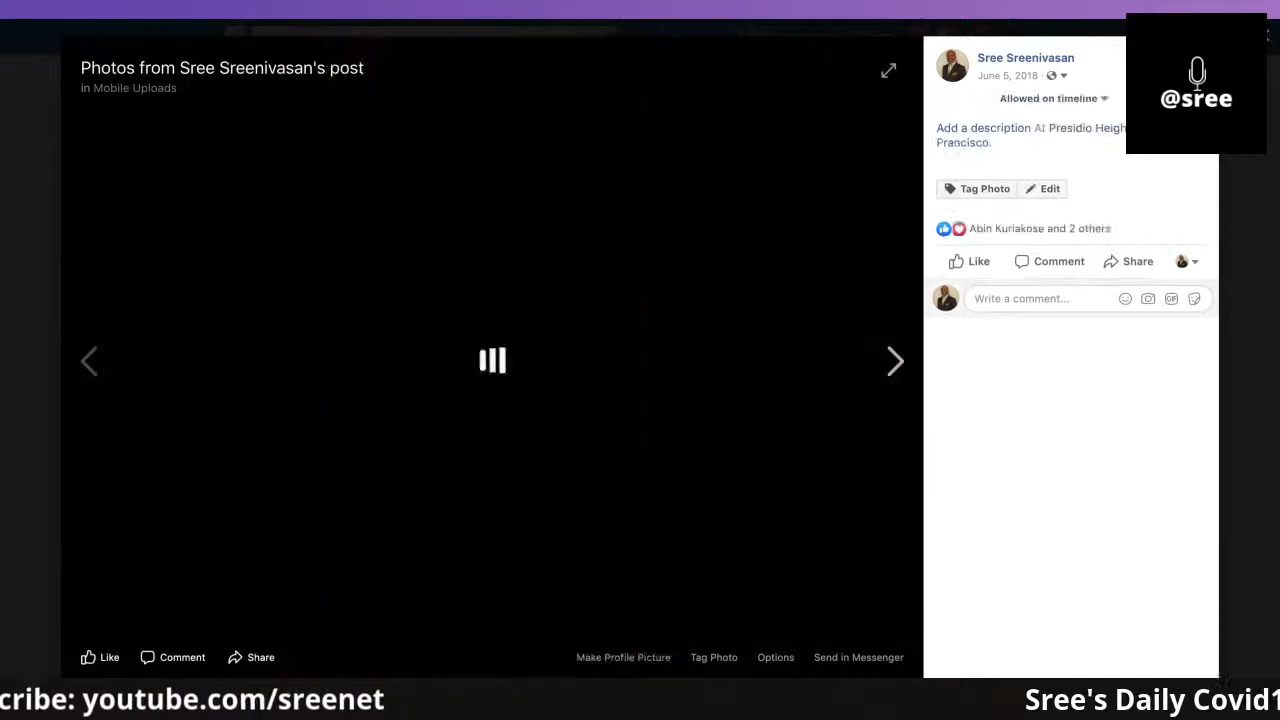 Photos from Sree Sreenivasan's post
in Mobile Uploads
Sree Sreenivasan
June 5, 2018
Allowed on timeline
Add a description At Presidio Heigh
Francisco.
Tag Photo Edit
Abin Kuriakose and 2 others
Like Comment Share
Write a comment...
GIF
@sree
Like Comment Share
Make Profile Picture Tag Photo Options Send in Messenger
cribe: youtube.com/sreenet
Sree's Daily Covid1